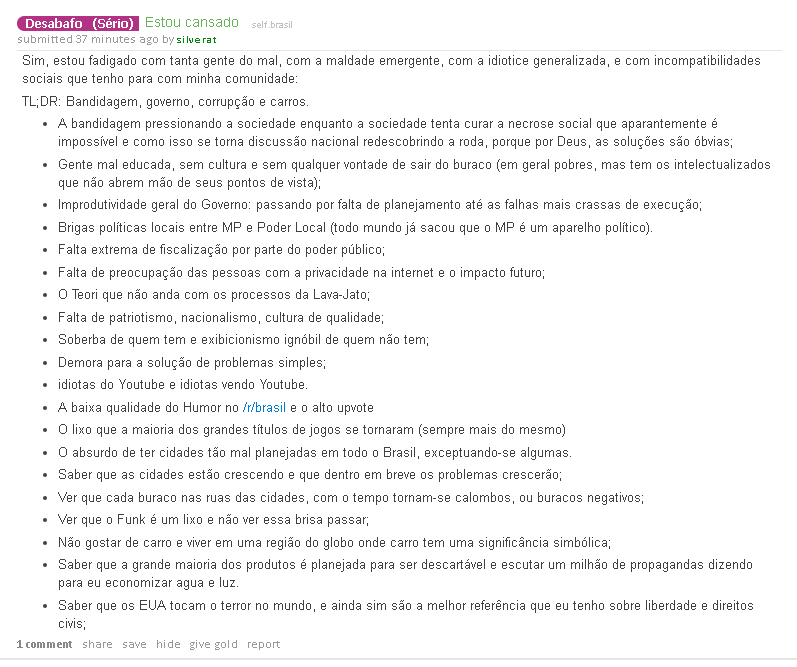 Desabafo (Sério) Estou cansado self.brasil
submitted 37 minutes ago by silverat
Sim, estou fadigado com tanta gente do mal, com a maldade emergente, com a idiotice generalizada, e com incompatibilidades
sociais que tenho para com minha comunidade:
TL;DR: Bandidagem, governo, corrupção e carros.
• A bandidagem pressionando a sociedade enquanto a sociedade tenta curar a necrose social que aparantemente é
impossível e como isso se torna discussão nacional redescobrindo a roda, porque por Deus, as soluções são óbvias;
• Gente mal educada, sem cultura e sem qualquer vontade de sair do buraco (em geral pobres, mas tem os intelectualizados
que não abrem mão de seus pontos de vista);
• Improdutividade geral do Governo: passando por falta de planejamento até as falhas mais crassas de execução;
• Brigas políticas locais entre MP e Poder Local (todo mundo já sacou que o MP é um aparelho político).
• Falta extrema de fiscalização por parte do poder público;
• Falta de preocupação das pessoas com a privacidade na internet e o impacto futuro;
• O Teori que não anda com os processos da Lava-Jato;
• Falta de patriotismo, nacionalismo, cultura de qualidade;
• Soberba de quem tem e exibicionismo ignóbil de quem não tem;
• Demora para a solução de problemas simples;
• idiotas do Youtube e idiotas vendo Youtube.
• A baixa qualidade do Humor no /r/brasil e o alto upvote
• O lixo que a maioria dos grandes títulos de jogos se tornaram (sempre mais do mesmo)
• O absurdo de ter cidades tão mal planejadas em todo o Brasil, exceptuando-se algumas.
• Saber que as cidades estão crescendo e que dentro em breve os problemas crescerão;
• Ver que cada buraco nas ruas das cidades, com o tempo tornam-se calombos, ou buracos negativos;
• Ver que o Funk é um lixo e não ver essa brisa passar;
• Não gostar de carro e viver em uma região do globo onde carro tem uma significância simbólica;
• Saber que a grande maioria dos produtos é planejada para ser descartável e escutar um milhão de propagandas dizendo
para eu economizar agua e luz.
• Saber que os EUA tocam o terror no mundo, e ainda sim são a melhor referência que eu tenho sobre liberdade e direitos
civis;
1 comment share save hide give gold report